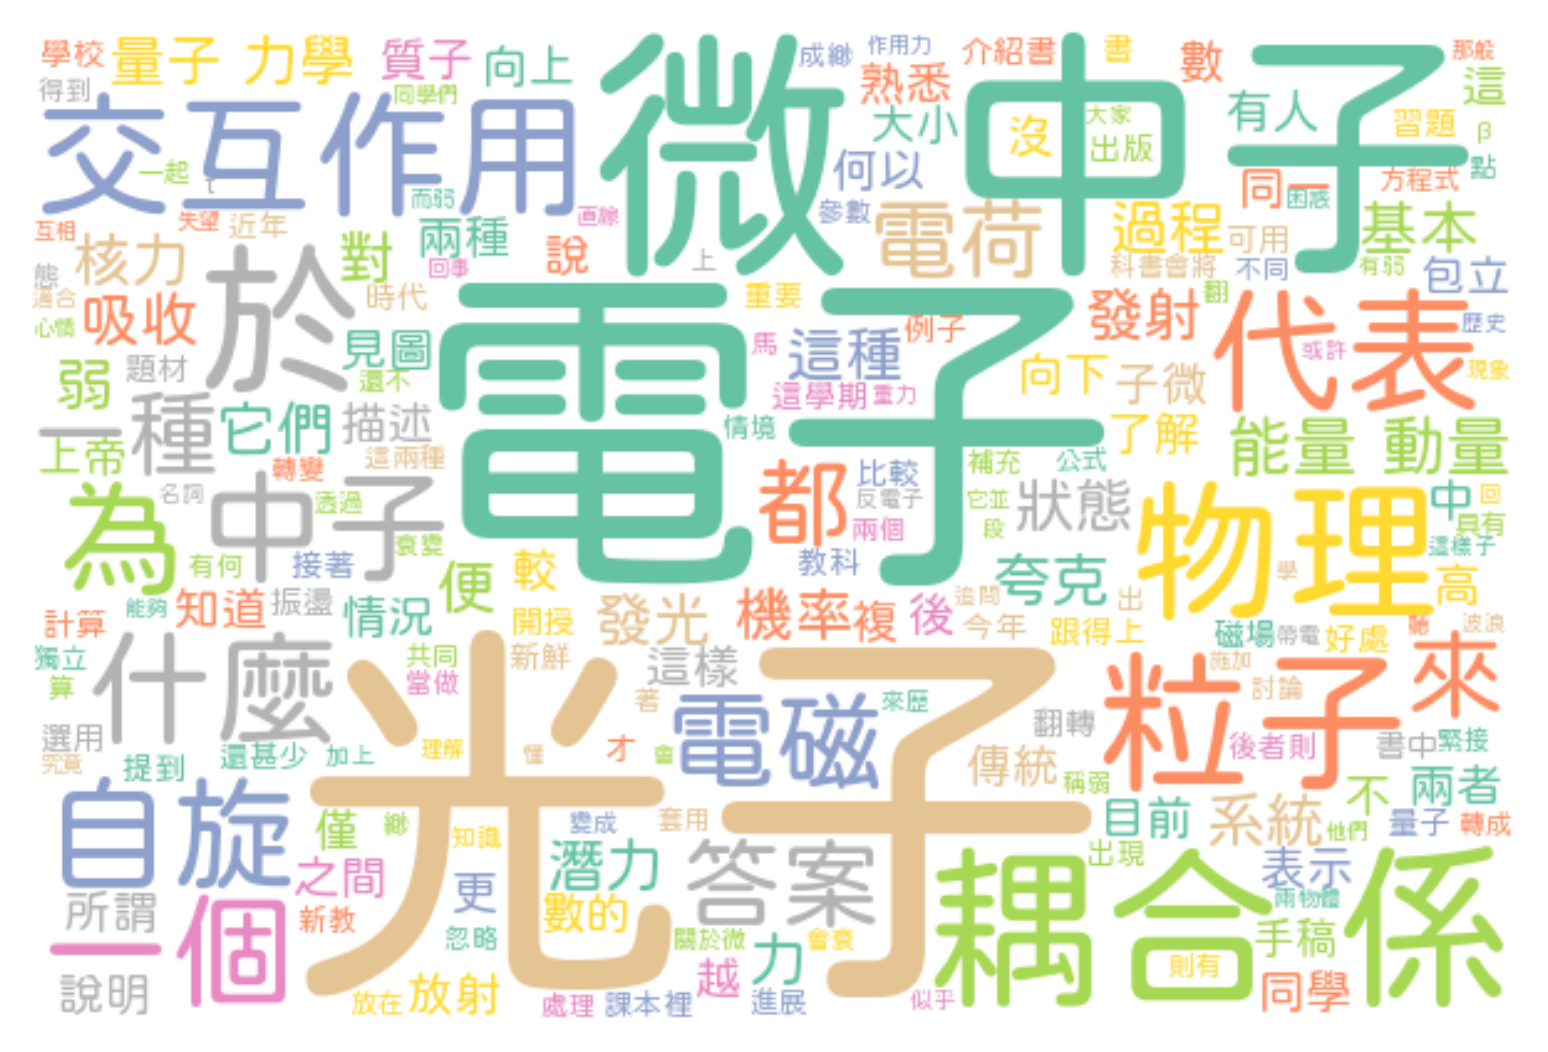 學校 量子 力學 質子 向上 微中子 成緲 作用力 介紹書 書 數 那般
得到 同學們 熟悉 大小 大家 有人 這
交互作用 沒 出版 習題 β
一起 τ 而弱 何以 同一 困惑 方程式 點
互相 失望 近年 兩種 直線 參數 電荷 過程 可用 基本
態 核力 對 回事 說 上 科書會將 不同 有弱 包立
適合 吸收 於 時代 電子 重要 例子 發射 翻 代表 歷史
心情 見圖 馬 這種 或許
弱 題材 還不 這學期 重力 向下 子微 現象
一種 它們 描述 情境 了解 能量 動量
上帝 轉變 這兩種 都 比較 補充 公式
為 名詞 中子 透過 反電子 它並 狀態 物理 中 回
衰變 兩個 段 具有
有何 接著 便 較 教科 夸克 學 這樣子 高
計算 能夠 知道 振盪 情況 開授 發光 機率 複 後 追問 今年 出 跟得上 磁場 帶電 好處 聽 波浪
獨立 什麼 共同 新鮮 這樣 粒子 施加 來
算 光子 當做 著 電磁 來歷 討論
選用 還甚少 加上 理解 懂 才 會 翻轉 後者則 書中 緊接
究竟 提到 傳統 稱弱 不 兩者
自旋 僅 緲 知識 變成 套用 目前 系統 他們 量子 轉成
之間 更 潛力 答案 出現 耦合 表示 係
所謂 一個 新教 數的 兩物體
忽略 關於微 力 會衰 則有 手稿
說明 放在 放射 處理 課本裡 越 進展 似乎 同學